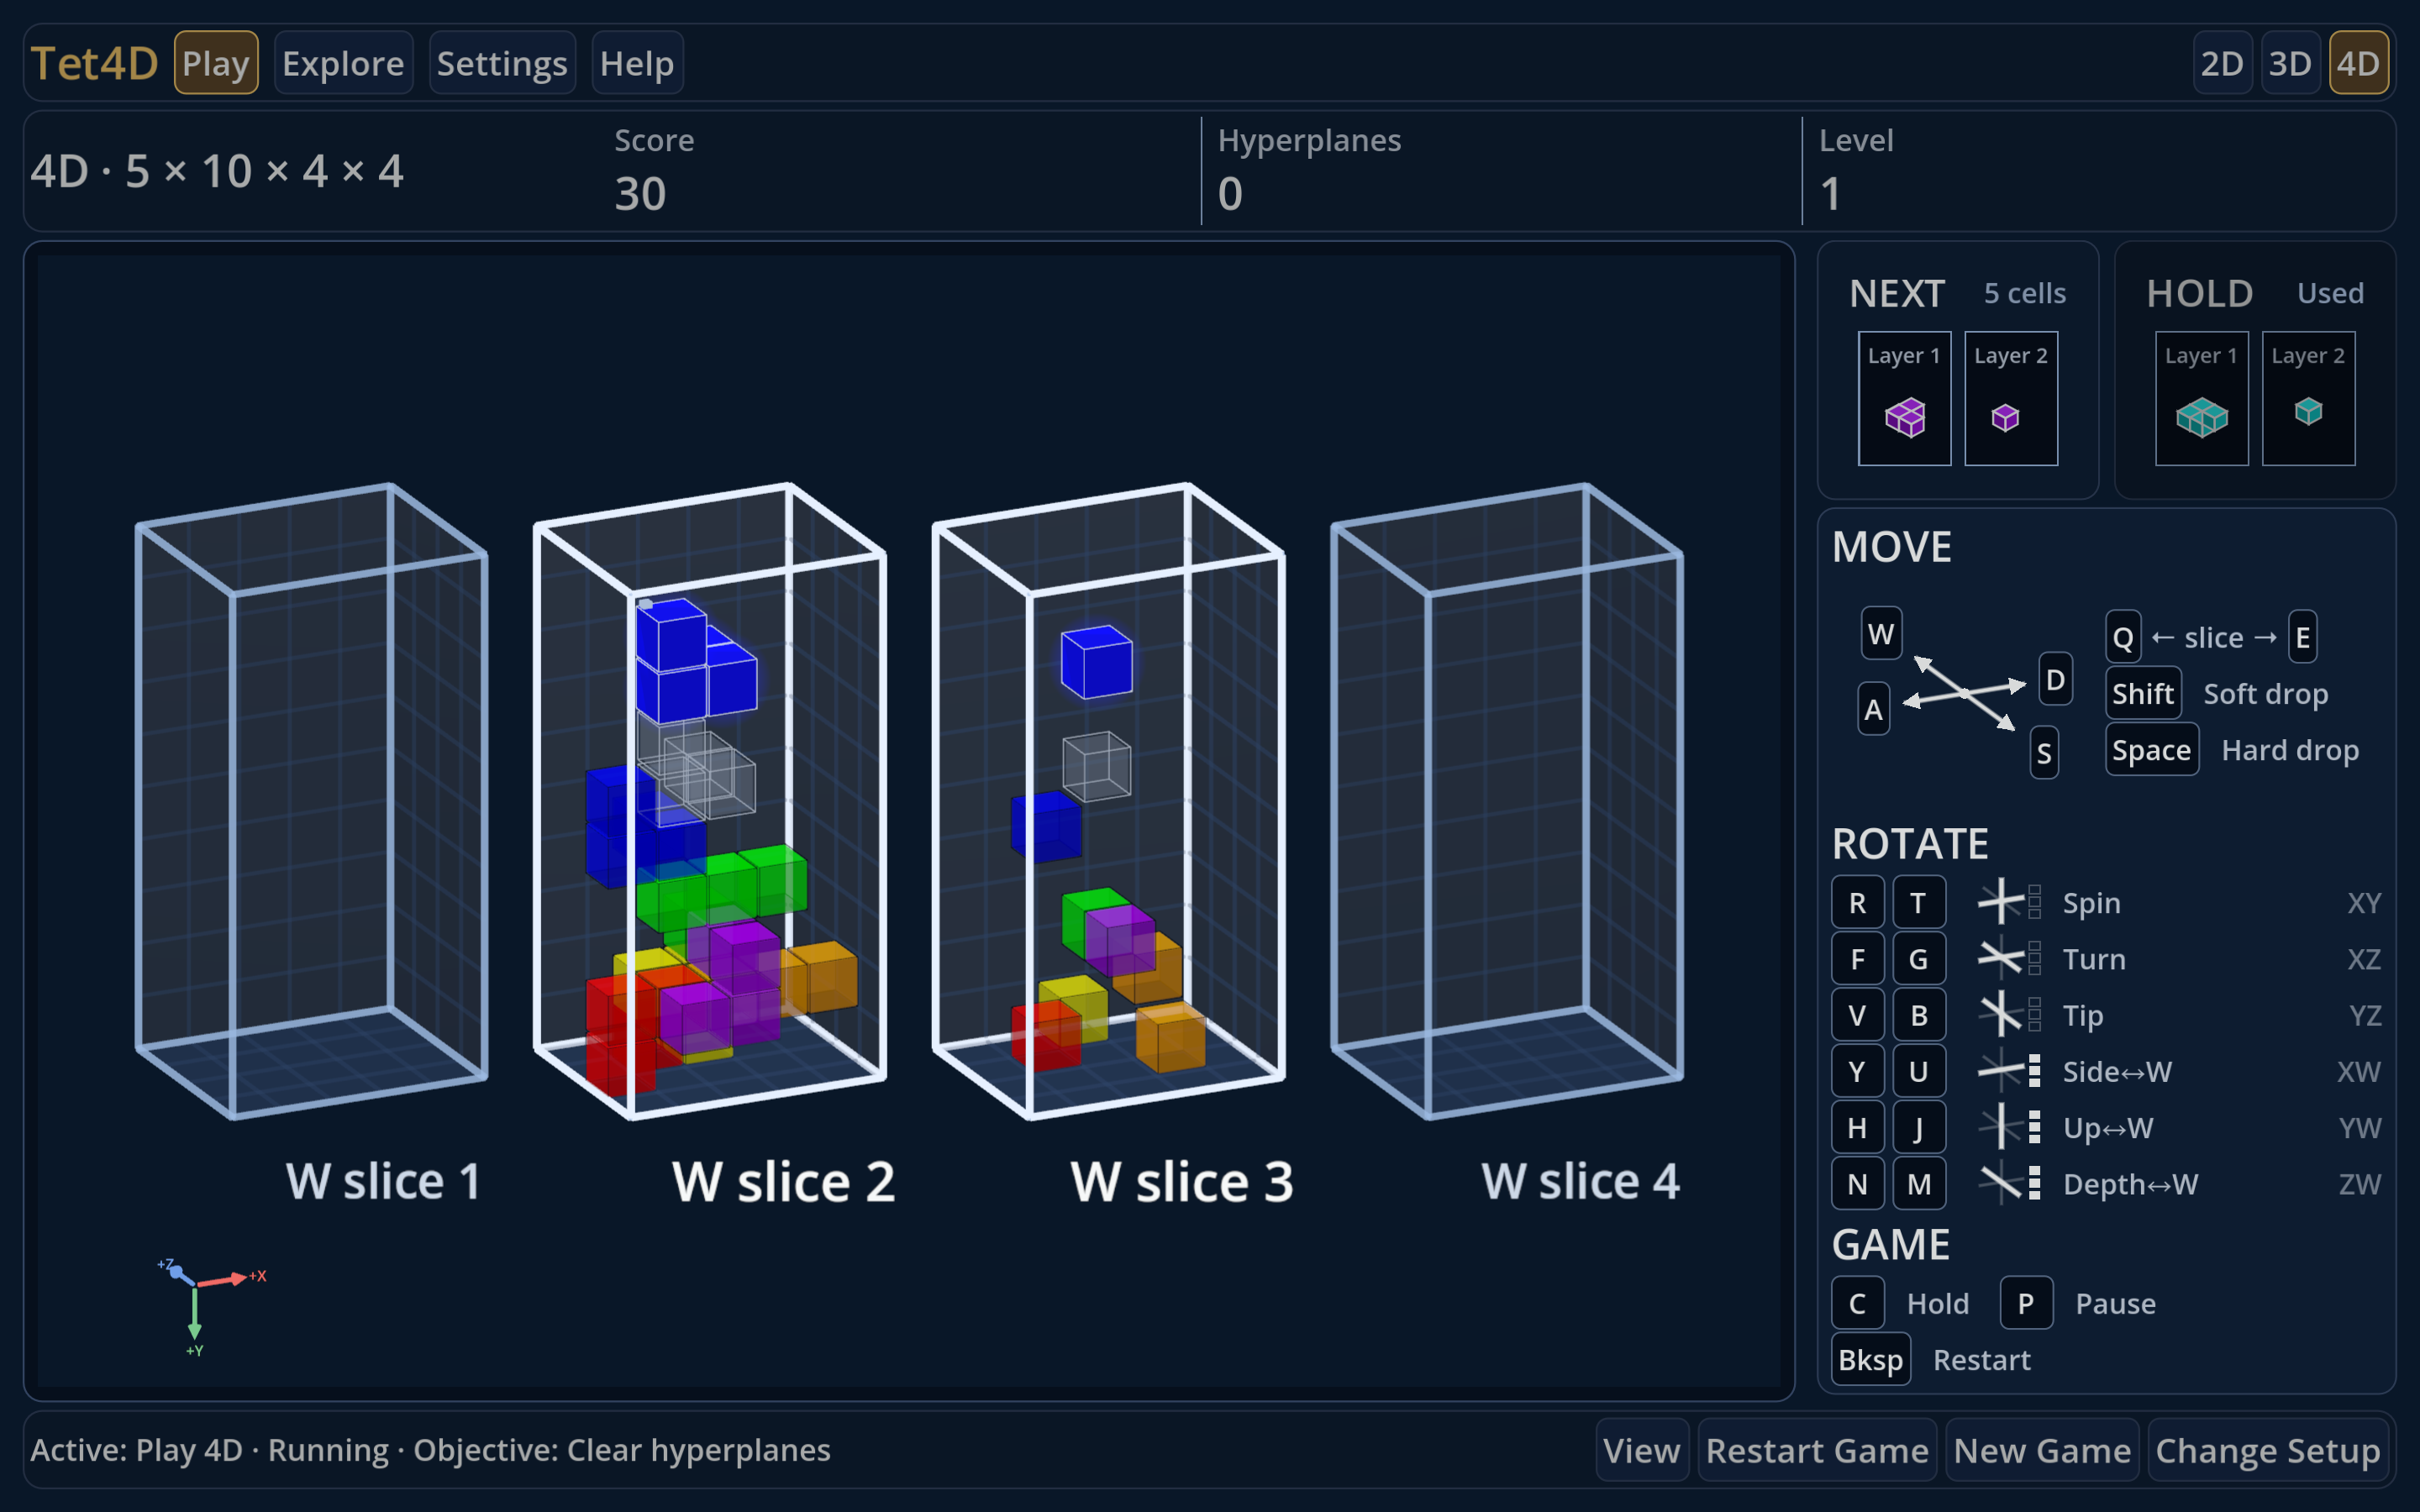 Tet4D Play Explore Settings Help 2D 3D 4D
4D · 5 × 10 × 4 × 4
Score
30
Hyperplanes
0
Level
1
NEXT 5 cells
Layer 1 Layer 2
HOLD Used
Layer 1 Layer 2
W slice 1
W slice 2
W slice 3
W slice 4
+Z
+X
+Y
MOVE
W
A
D
S
Q ← slice → E
Shift Soft drop
Space Hard drop
ROTATE
R T Spin XY
F G Turn XZ
V B Tip YZ
Y U Side↔W XW
H J Up↔W YW
N M Depth↔W ZW
GAME
C Hold P Pause
Bksp Restart
Active: Play 4D · Running · Objective: Clear hyperplanes
View Restart Game New Game Change Setup